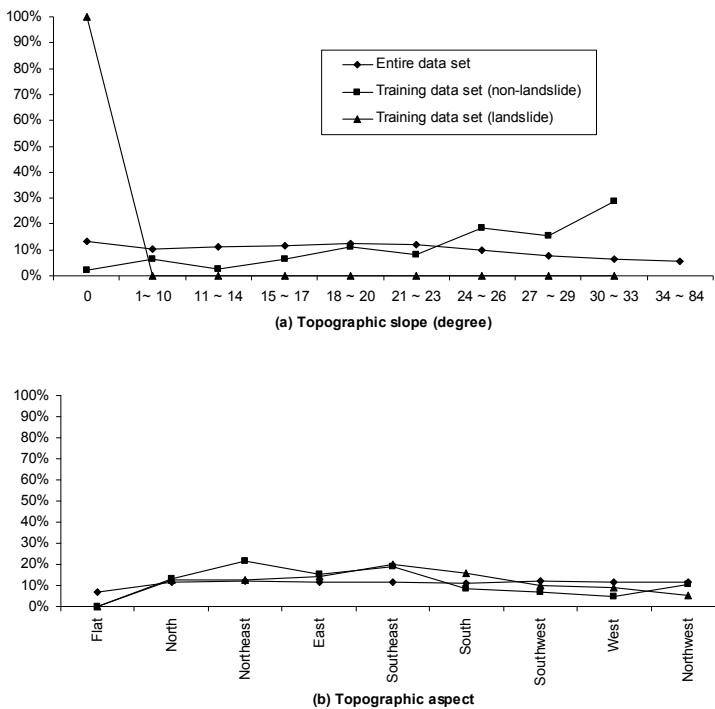 100%
90%
80%
70%
60%
50%
40%
30%
20%
10%
0%
Entire data set
Training data set (non-landslide)
Training data set (landslide)
0 1~ 10 11 ~ 14 15 ~ 17 18 ~ 20 21 ~ 23 24 ~ 26 27 ~ 29 30 ~ 33 34 ~ 84
(a) Topographic slope (degree)
100%
90%
80%
70%
60%
50%
40%
30%
20%
10%
0%
Flat
North
Northeast
East
Southeast
South
Southwest
West
Northwest
(b) Topographic aspect